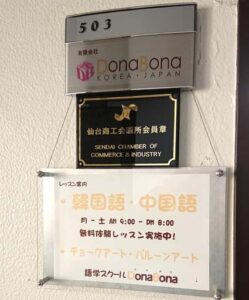 503
有限会社
DonaBona
KOREA・JAPAN
仙台商工会議所会員章
SENDAI CHAMBER OF
COMMERCE & INDUSTRY
レッスン案内
・韓国語・中国語
月－土 AM 9:00 - PM 8:00
無料体験レッスン実施中!
・チョークアート・バルーンアート
語学スクール DonaBona